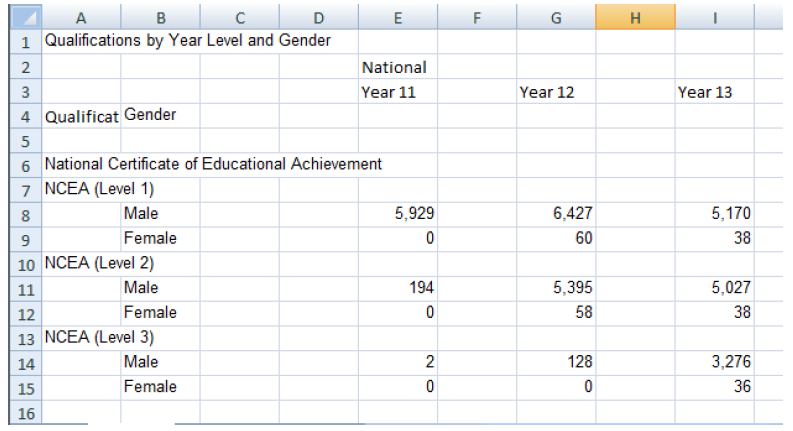 A B C D E F G H I
1 Qualifications by Year Level and Gender
2 National
3 Year 11 Year 12 Year 13
4 Qualificat Gender
5
6 National Certificate of Educational Achievement
7 NCEA (Level 1)
8 Male 5,929 6,427 5,170
9 Female 0 60 38
10 NCEA (Level 2)
11 Male 194 5,395 5,027
12 Female 0 58 38
13 NCEA (Level 3)
14 Male 2 128 3,276
15 Female 0 0 36
16